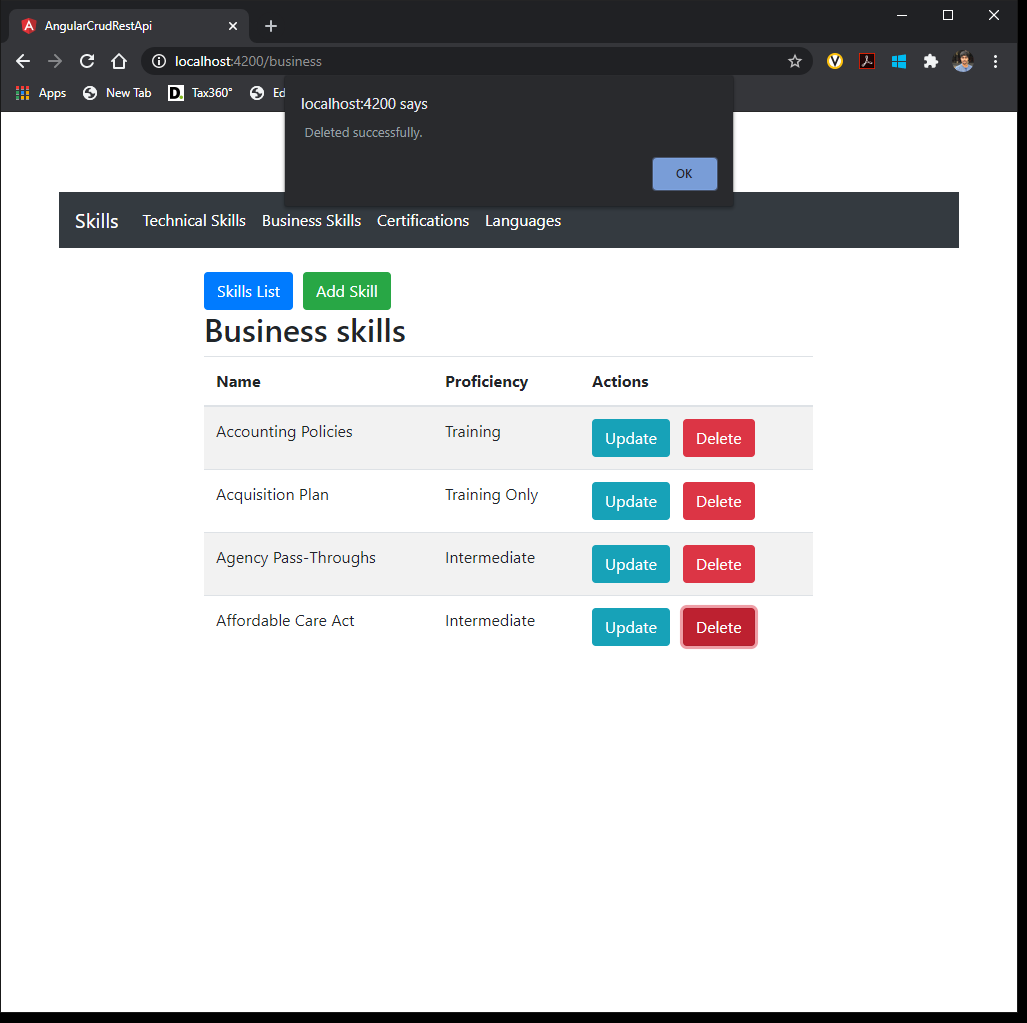 AngularCrudRestApi
localhost:4200/business
Apps New Tab D. Tax360° Ed
localhost:4200 says
Deleted successfully.
OK
Skills Technical Skills Business Skills Certifications Languages
Skills List Add Skill
Business skills
Name Proficiency Actions
Accounting Policies Training Update Delete
Acquisition Plan Training Only Update Delete
Agency Pass-Throughs Intermediate Update Delete
Affordable Care Act Intermediate Update Delete